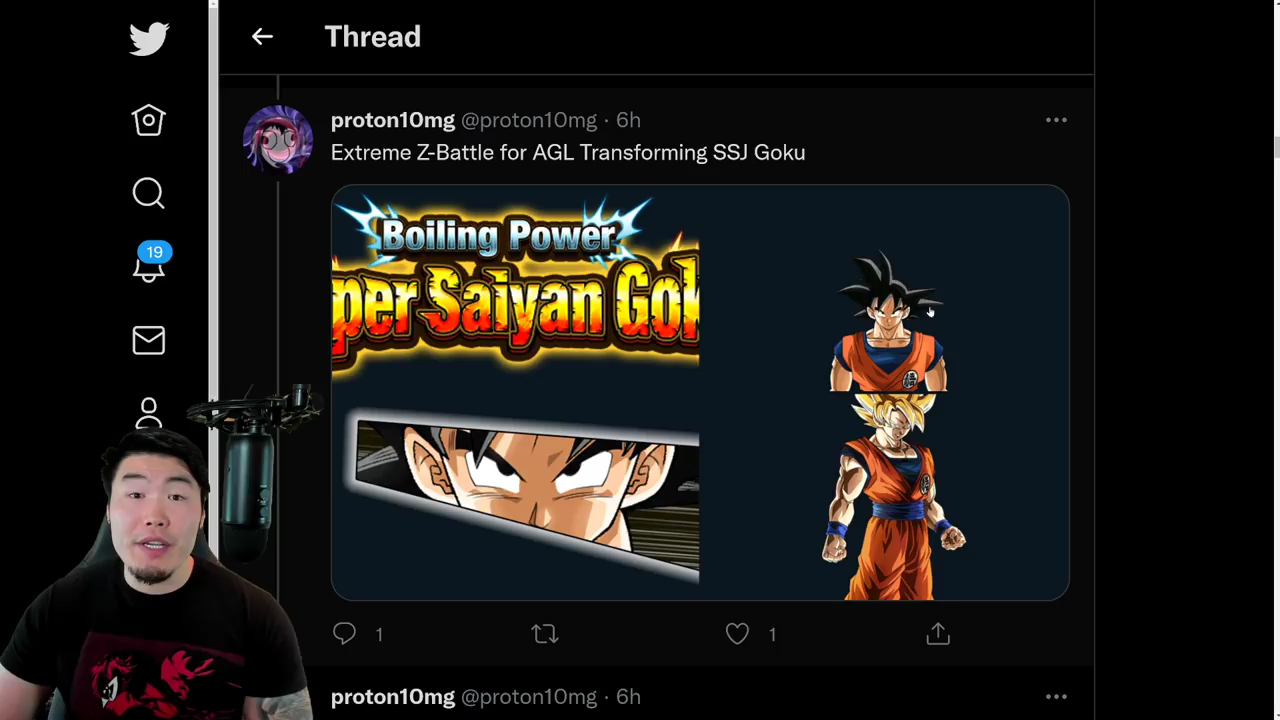 Thread
proton10mg @proton10mg · 6h
Extreme Z-Battle for AGL Transforming SSJ Goku
Boiling Power
per Saiyan Gok
19
1
1
proton10mg @proton10mg · 6h